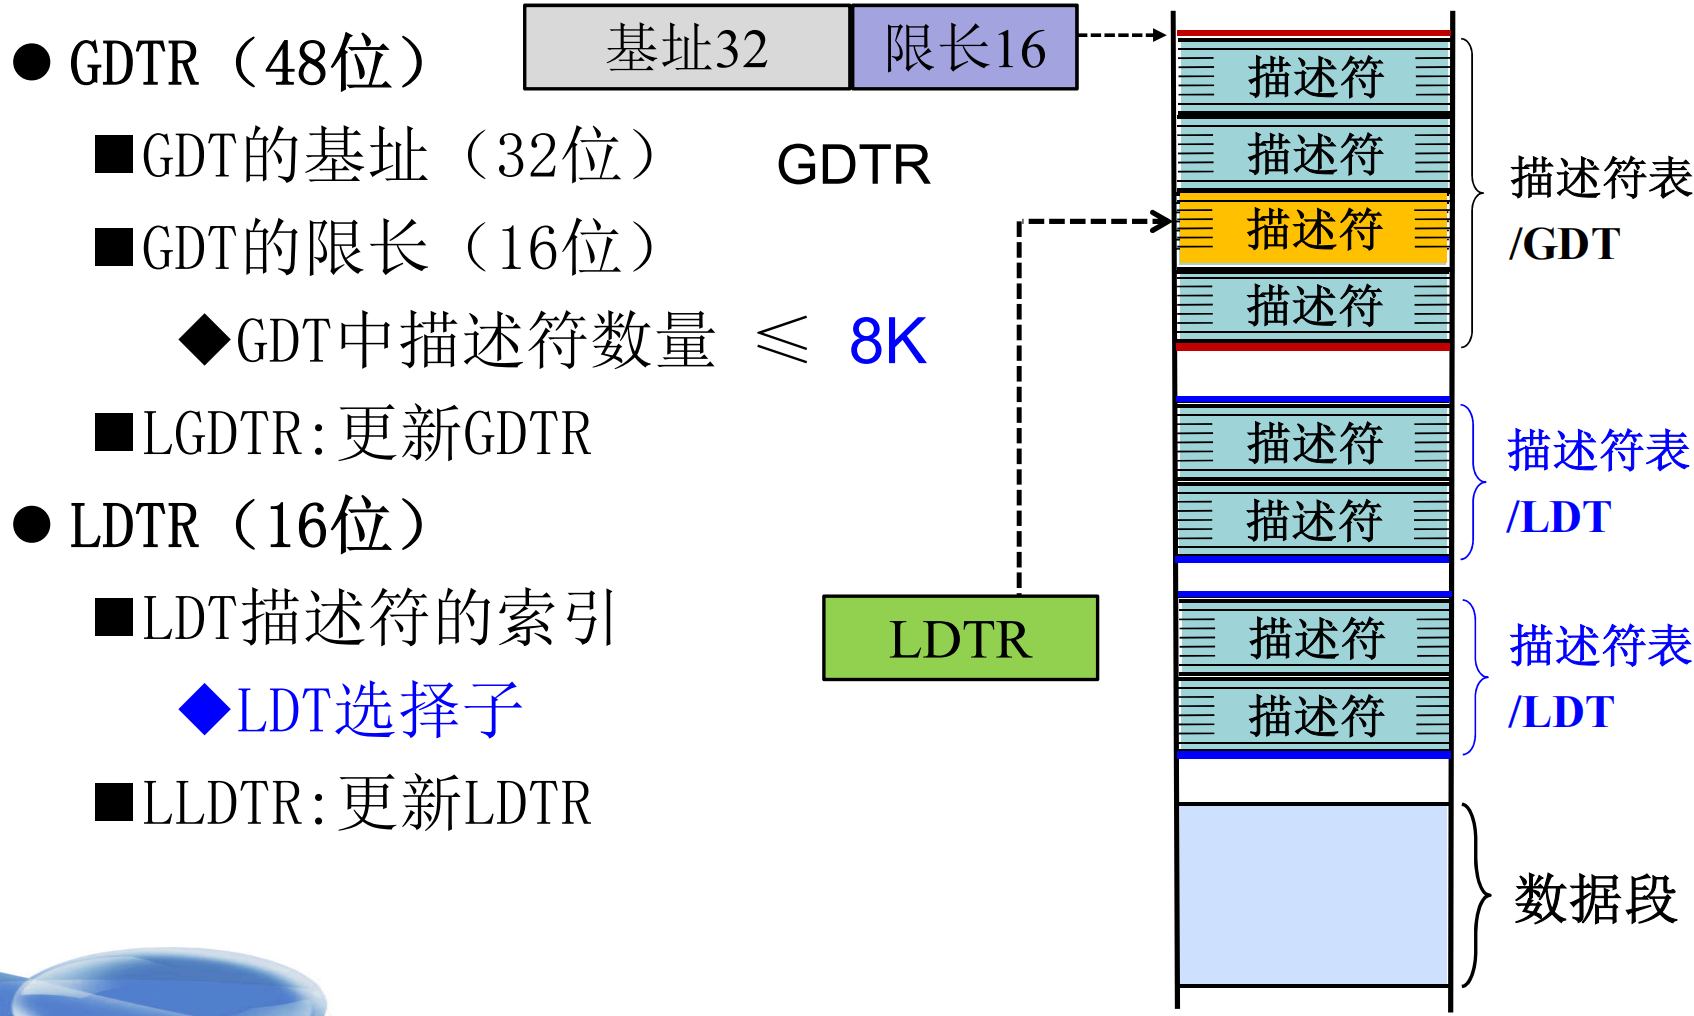 ● GDTR（48位）
■GDT的基址（32位）
■GDT的限长（16位）
◆GDT中描述符数量 ≤ 8K
■LGDTR:更新GDTR
● LDTR（16位）
■LDT描述符的索引
◆LDT选择子
■LLDTR:更新LDTR
基址32
限长16
GDTR
LDTR
描述符
描述符
描述符
描述符
描述符表
/GDT
描述符
描述符
描述符表
/LDT
描述符
描述符
描述符表
/LDT
数据段